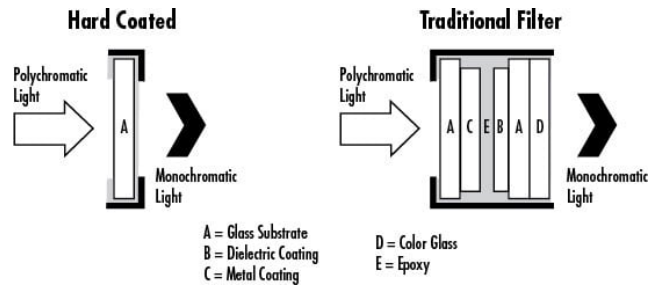 Hard Coated
Polychromatic
Light
A
Monochromatic
Light
Traditional Filter
Polychromatic
Light
A C E B A D
Monochromatic
Light
A = Glass Substrate
B = Dielectric Coating
C = Metal Coating
D = Color Glass
E = Epoxy